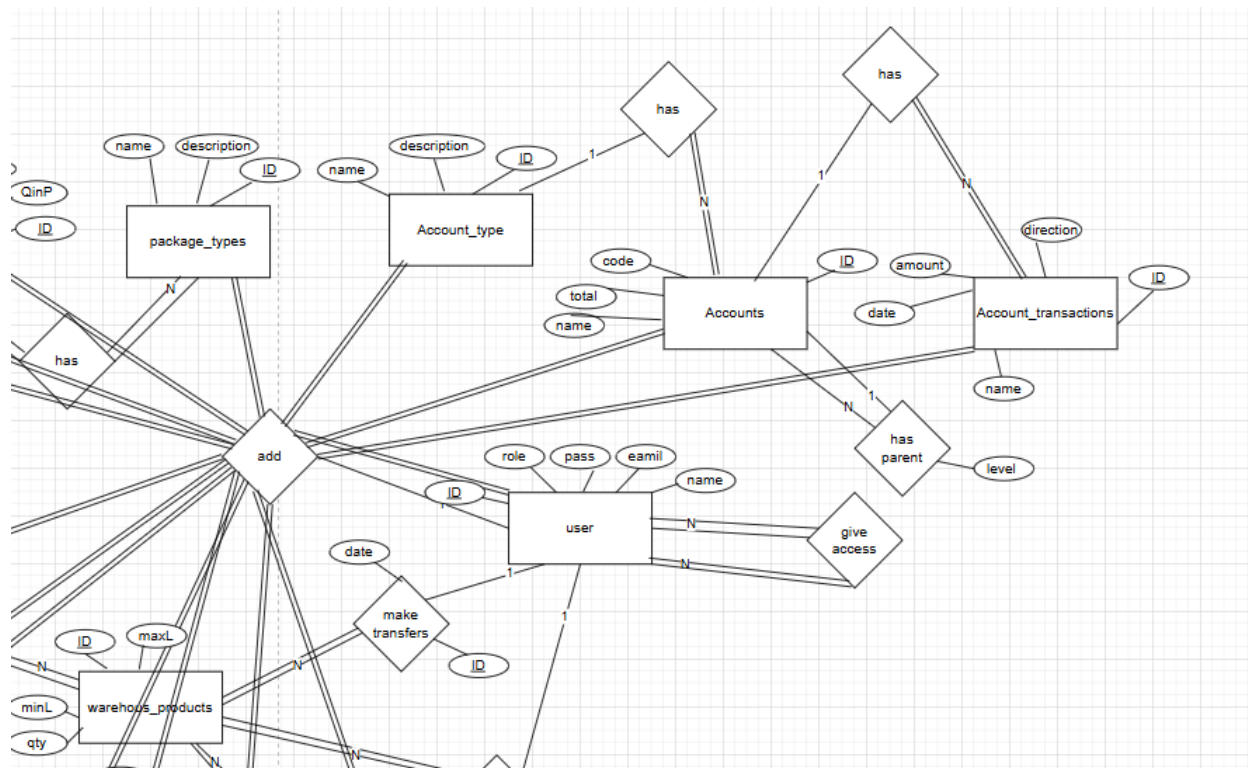 has
has
name
description
ID
name
description
ID
1
1
N
N
QinP
ID
package_types
Account_type
code
total
name
Accounts
ID
amount
direction
date
ID
Account_transactions
name
N
has
1
N
has
parent
level
add
role
pass
eamil
name
ID
user
N
N
give
access
date
1
make
transfers
1
ID
N
ID
maxL
N
minL
warehous_products
qty
N
N